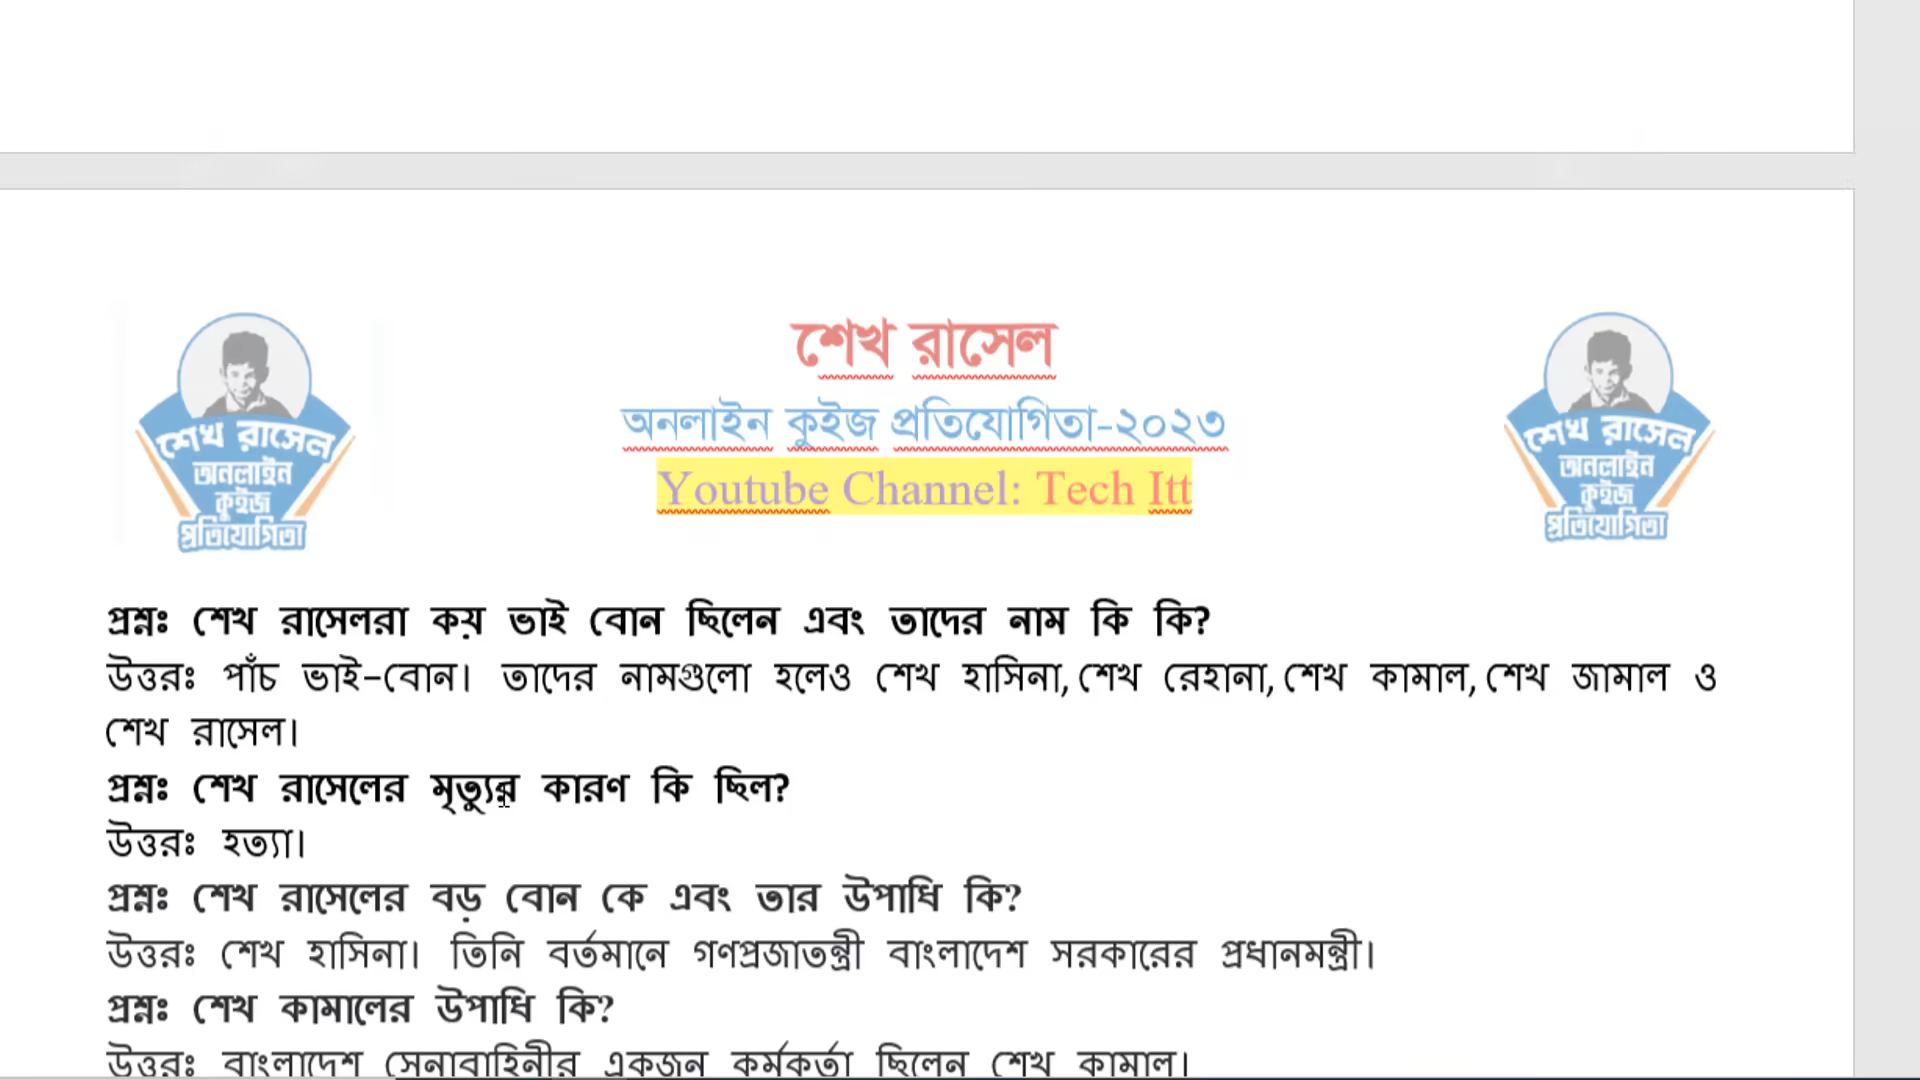 শেখ রাসেল
অনলাইন কুইজ প্রতিযোগিতা-২০২৩
Youtube Channel: Tech Itt
শেখ রাসেল
অনলাইন
কুইজ
প্রতিযোগিতা
শেখ রাসেল
অনলাইন
কুইজ
প্রতিযোগিতা
প্রশ্নঃ শেখ রাসেলরা কয় ভাই বোন ছিলেন এবং তাদের নাম কি কি?
উত্তরঃ পাঁচ ভাই-বোন। তাদের নামগুলো হলেও শেখ হাসিনা, শেখ রেহানা, শেখ কামাল, শেখ জামাল ও
শেখ রাসেল।
প্রশ্নঃ শেখ রাসেলের মৃত্যুর কারণ কি ছিল?
উত্তরঃ হত্যা।
প্রশ্নঃ শেখ রাসেলের বড় বোন কে এবং তার উপাধি কি?
উত্তরঃ শেখ হাসিনা। তিনি বর্তমানে গণপ্রজাতন্ত্রী বাংলাদেশ সরকারের প্রধানমন্ত্রী।
প্রশ্নঃ শেখ কামালের উপাধি কি?
উত্তরঃ বাংলাদেশ সেনাবাহিনীর একজন কর্মকর্তা ছিলেন শেখ কামাল।